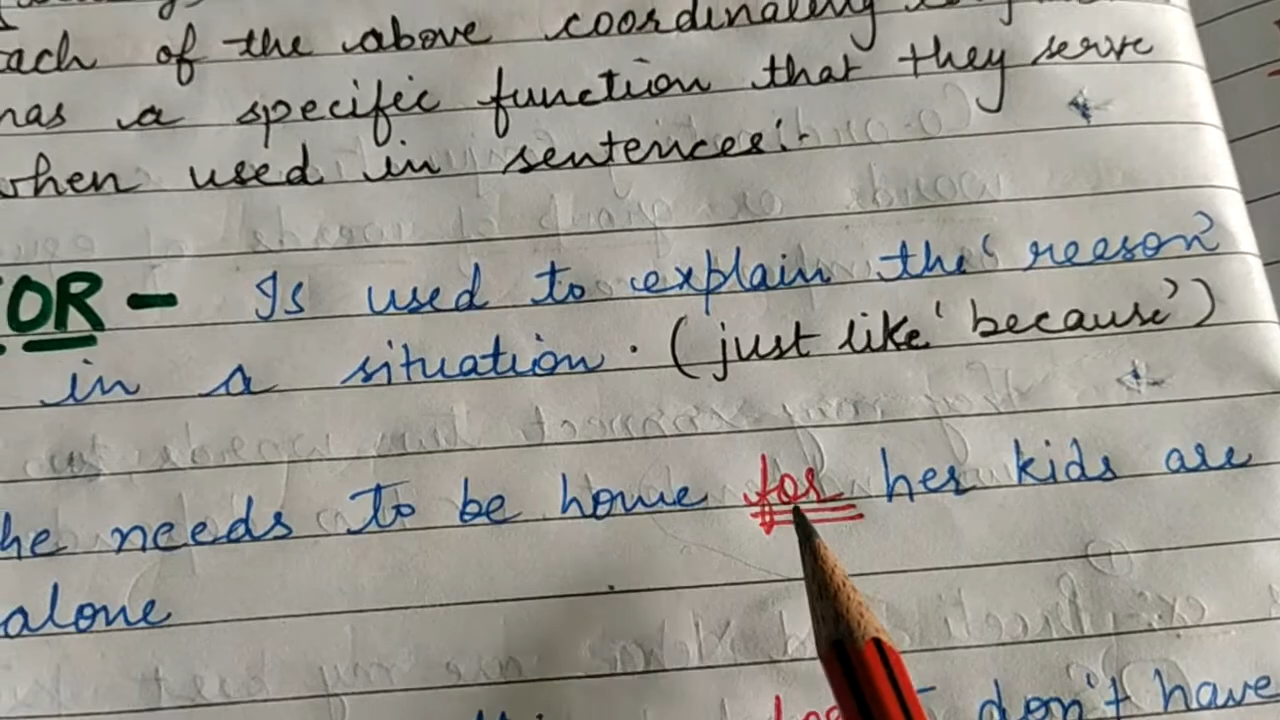 ach of the above coordinating
has a specific function that they serve
when used in sentences:-
OR - Is used to explain the 'reason'
in a situation. (just like 'because')
he needs to be home for her kids are
alone
don't have